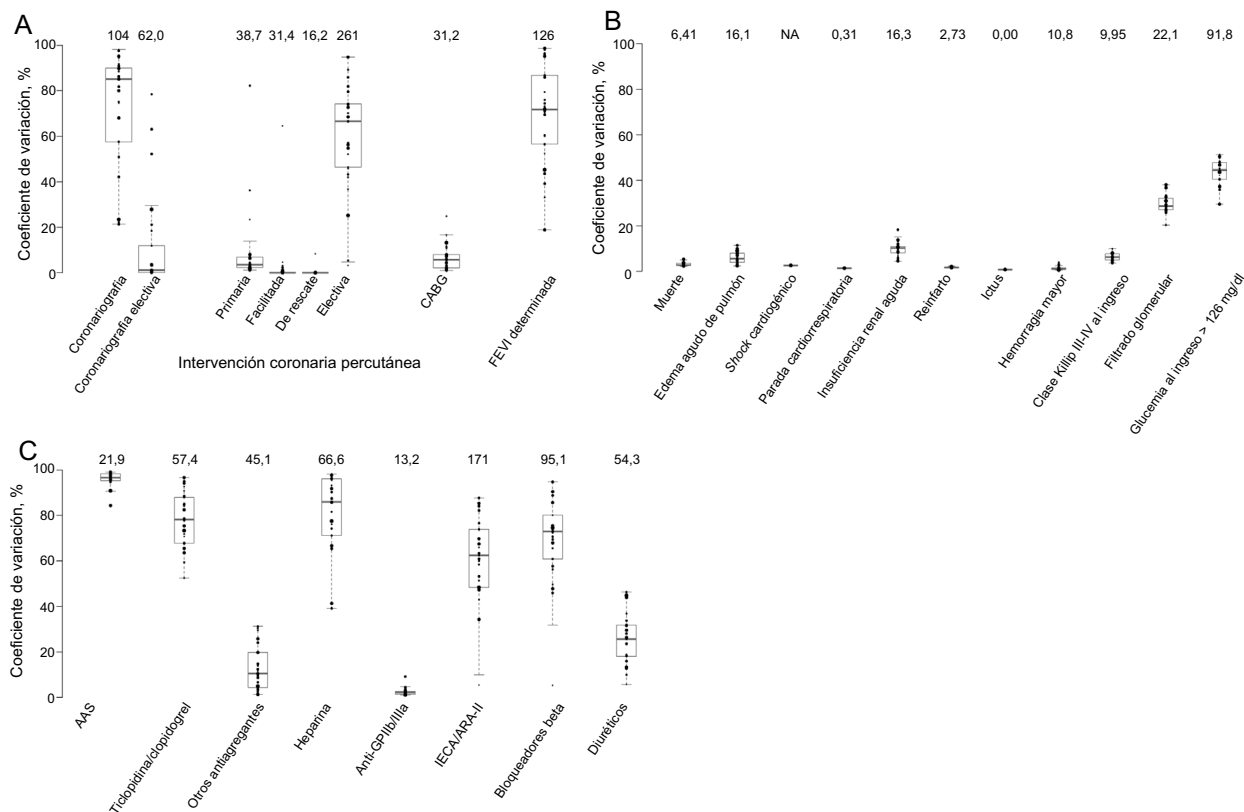 A
104 62,0 38,7 31,4 16,2 261 31,2 126
Coeficiente de variación, %
100
80
60
40
20
0
Coronariografía
Coronariografía electiva
Primaria
Facilitada
De rescate
Electiva
CABG
FEVI determinada
Intervención coronaria percutánea
B
6,41 16,1 NA 0,31 16,3 2,73 0,00 10,8 9,95 22,1 91,8
Coeficiente de variación, %
100
80
60
40
20
0
Muerte
Edema agudo de pulmón
Shock cardiogénico
Parada cardiorrespiratoria
Insuficiencia renal aguda
Reinfarto
Ictus
Hemorragia mayor
Clase Killip III-IV al ingreso
Filtrado glomerular
Glucemia al ingreso > 126 mg/dl
C
21,9 57,4 45,1 66,6 13,2 171 95,1 54,3
Coeficiente de variación, %
100
80
60
40
20
0
AAS
Ticlopidina/clopidogrel
Otros antiagregantes
Heparina
Anti-GPIIb/IIIa
IECA/ARA-II
Bloqueadores beta
Diuréticos